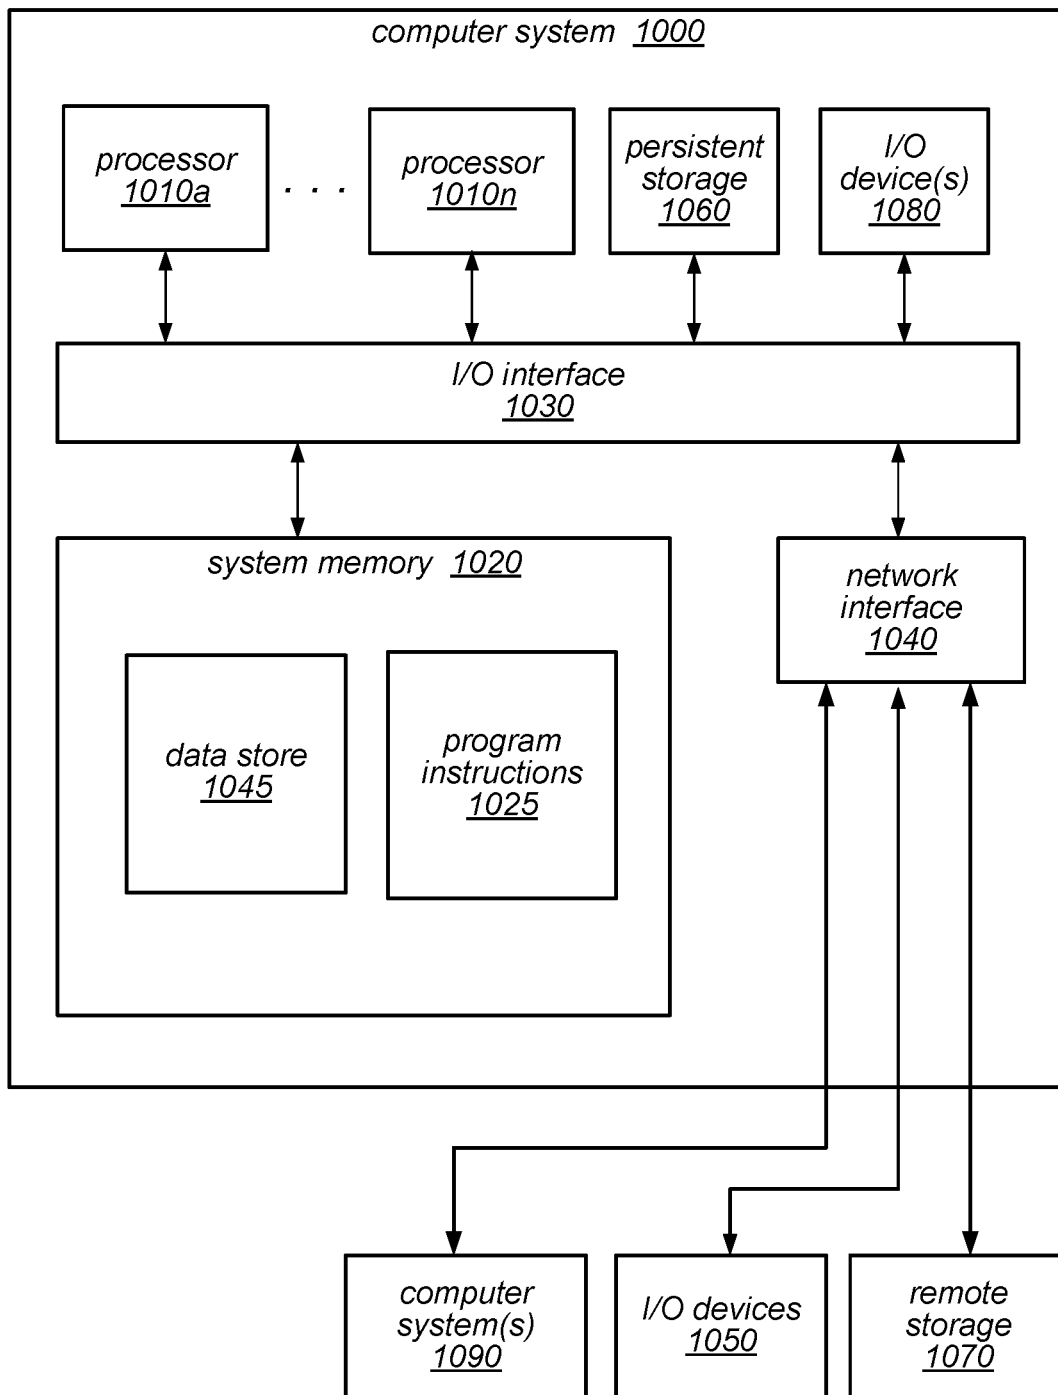 computer system 1000
processor
1010a
. . .
processor
1010n
persistent
storage
1060
I/O
device(s)
1080
I/O interface
1030
system memory 1020
data store
1045
program
instructions
1025
network
interface
1040
computer
system(s)
1090
I/O devices
1050
remote
storage
1070